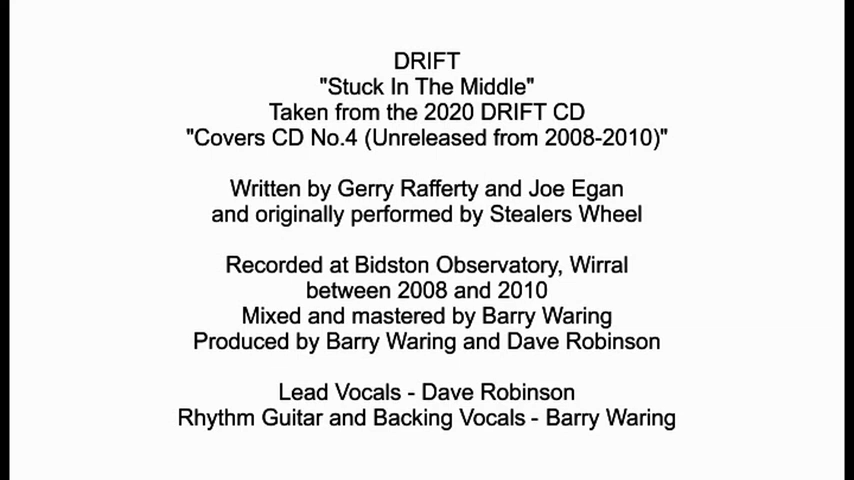 DRIFT
"Stuck In The Middle"
Taken from the 2020 DRIFT CD
"Covers CD No.4 (Unreleased from 2008-2010)"
Written by Gerry Rafferty and Joe Egan
and originally performed by Stealers Wheel
Recorded at Bidston Observatory, Wirral
between 2008 and 2010
Mixed and mastered by Barry Waring
Produced by Barry Waring and Dave Robinson
Lead Vocals - Dave Robinson
Rhythm Guitar and Backing Vocals - Barry Waring